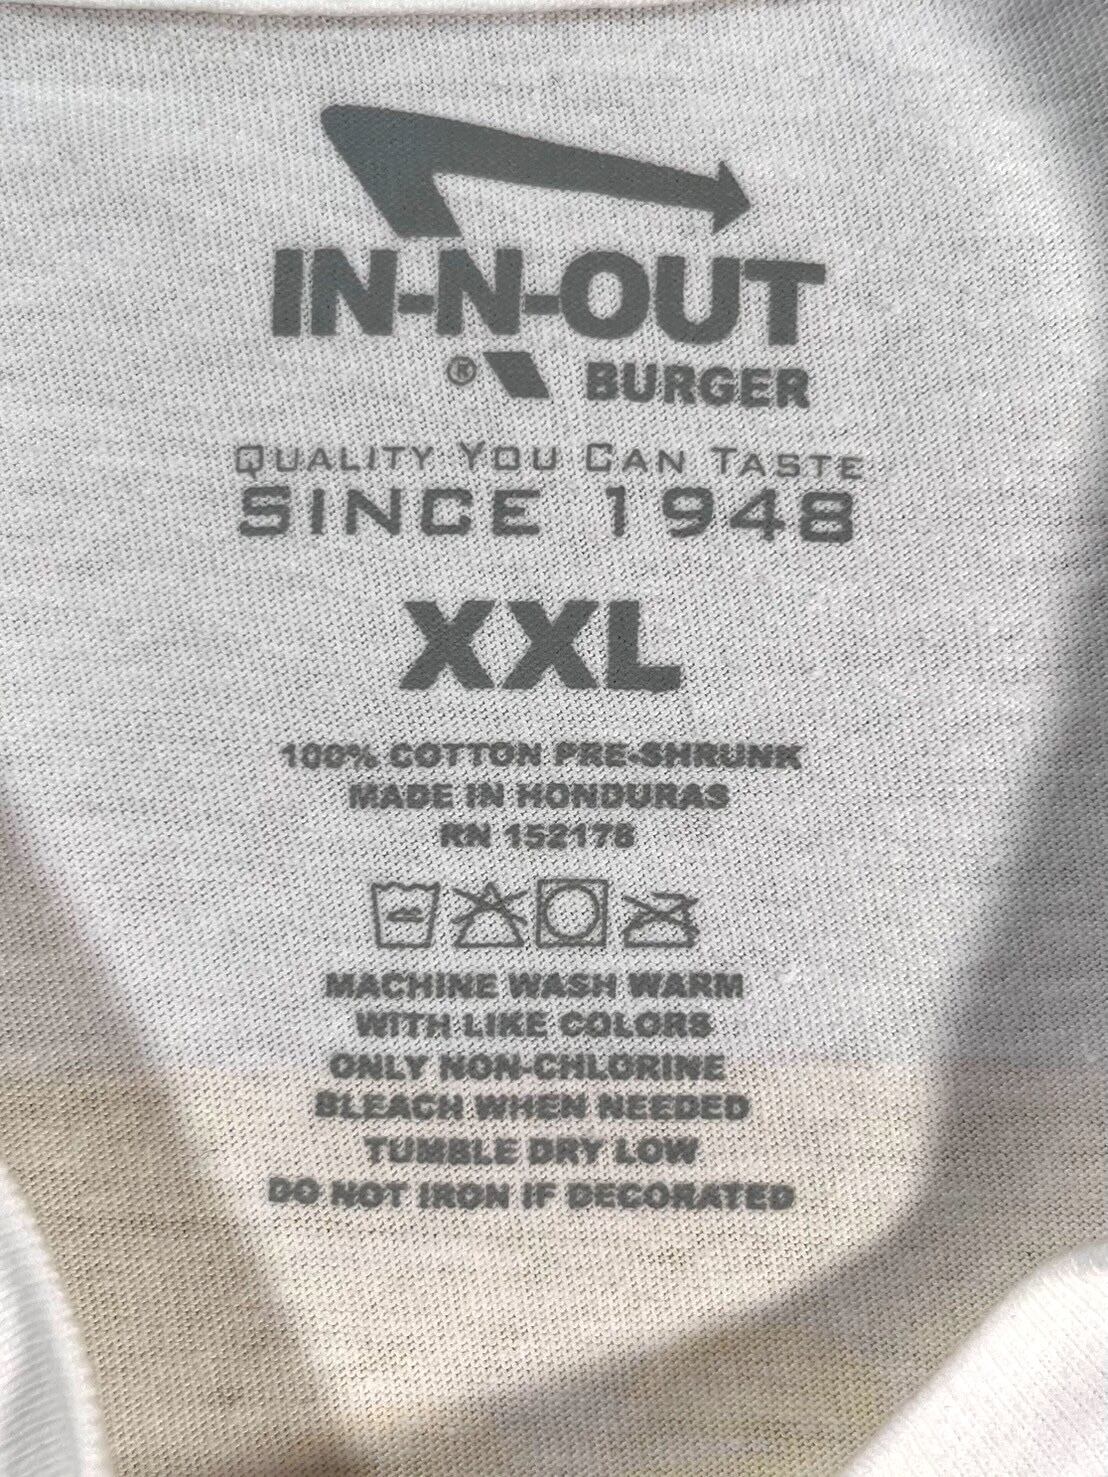 IN-N-OUT
® BURGER
QUALITY YOU CAN TASTE
SINCE 1948
XXL
100% COTTON PRE-SHRUNK
MADE IN HONDURAS
RN 152178
MACHINE WASH WARM
WITH LIKE COLORS
ONLY NON-CHLORINE
BLEACH WHEN NEEDED
TUMBLE DRY LOW
DO NOT IRON IF DECORATED